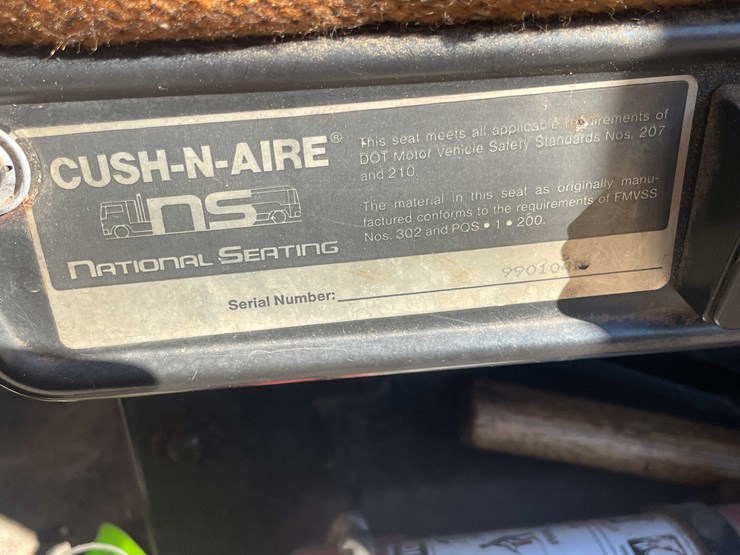 CUSH-N-AIRE®
ns
NATIONAL SEATING
This seat meets all applicable requirements of
DOT Motor Vehicle Safety Standards Nos. 207
and 210.
The material in this seat as originally manu-
factured conforms to the requirements of FMVSS
Nos. 302 and PQS • 1 • 200.
Serial Number: